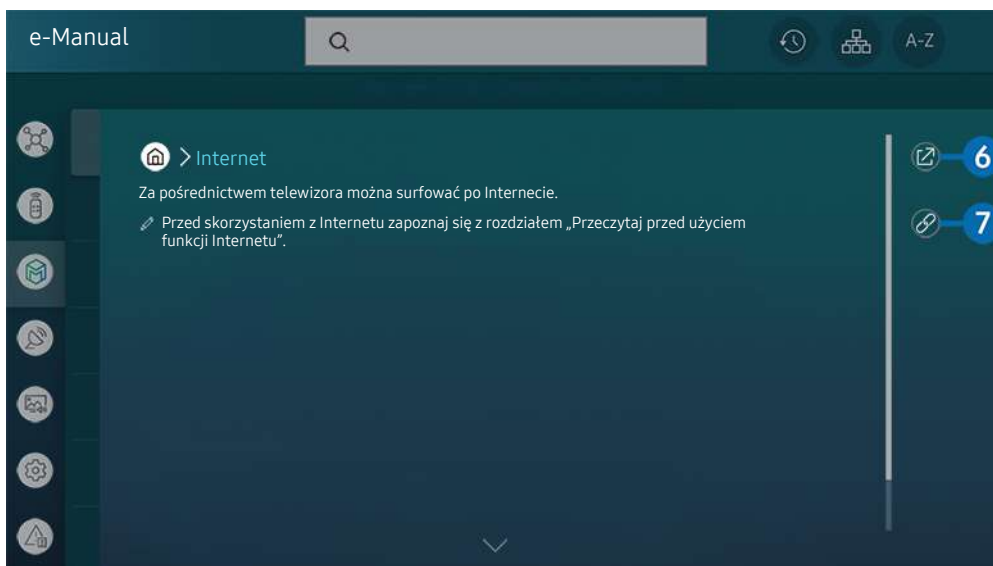 e-Manual
A-Z
> Internet
6
Za pośrednictwem telewizora można surfować po Internecie.
Przed skorzystaniem z Internetu zapoznaj się z rozdziałem „Przeczytaj przed użyciem
funkcji Internetu”.
7